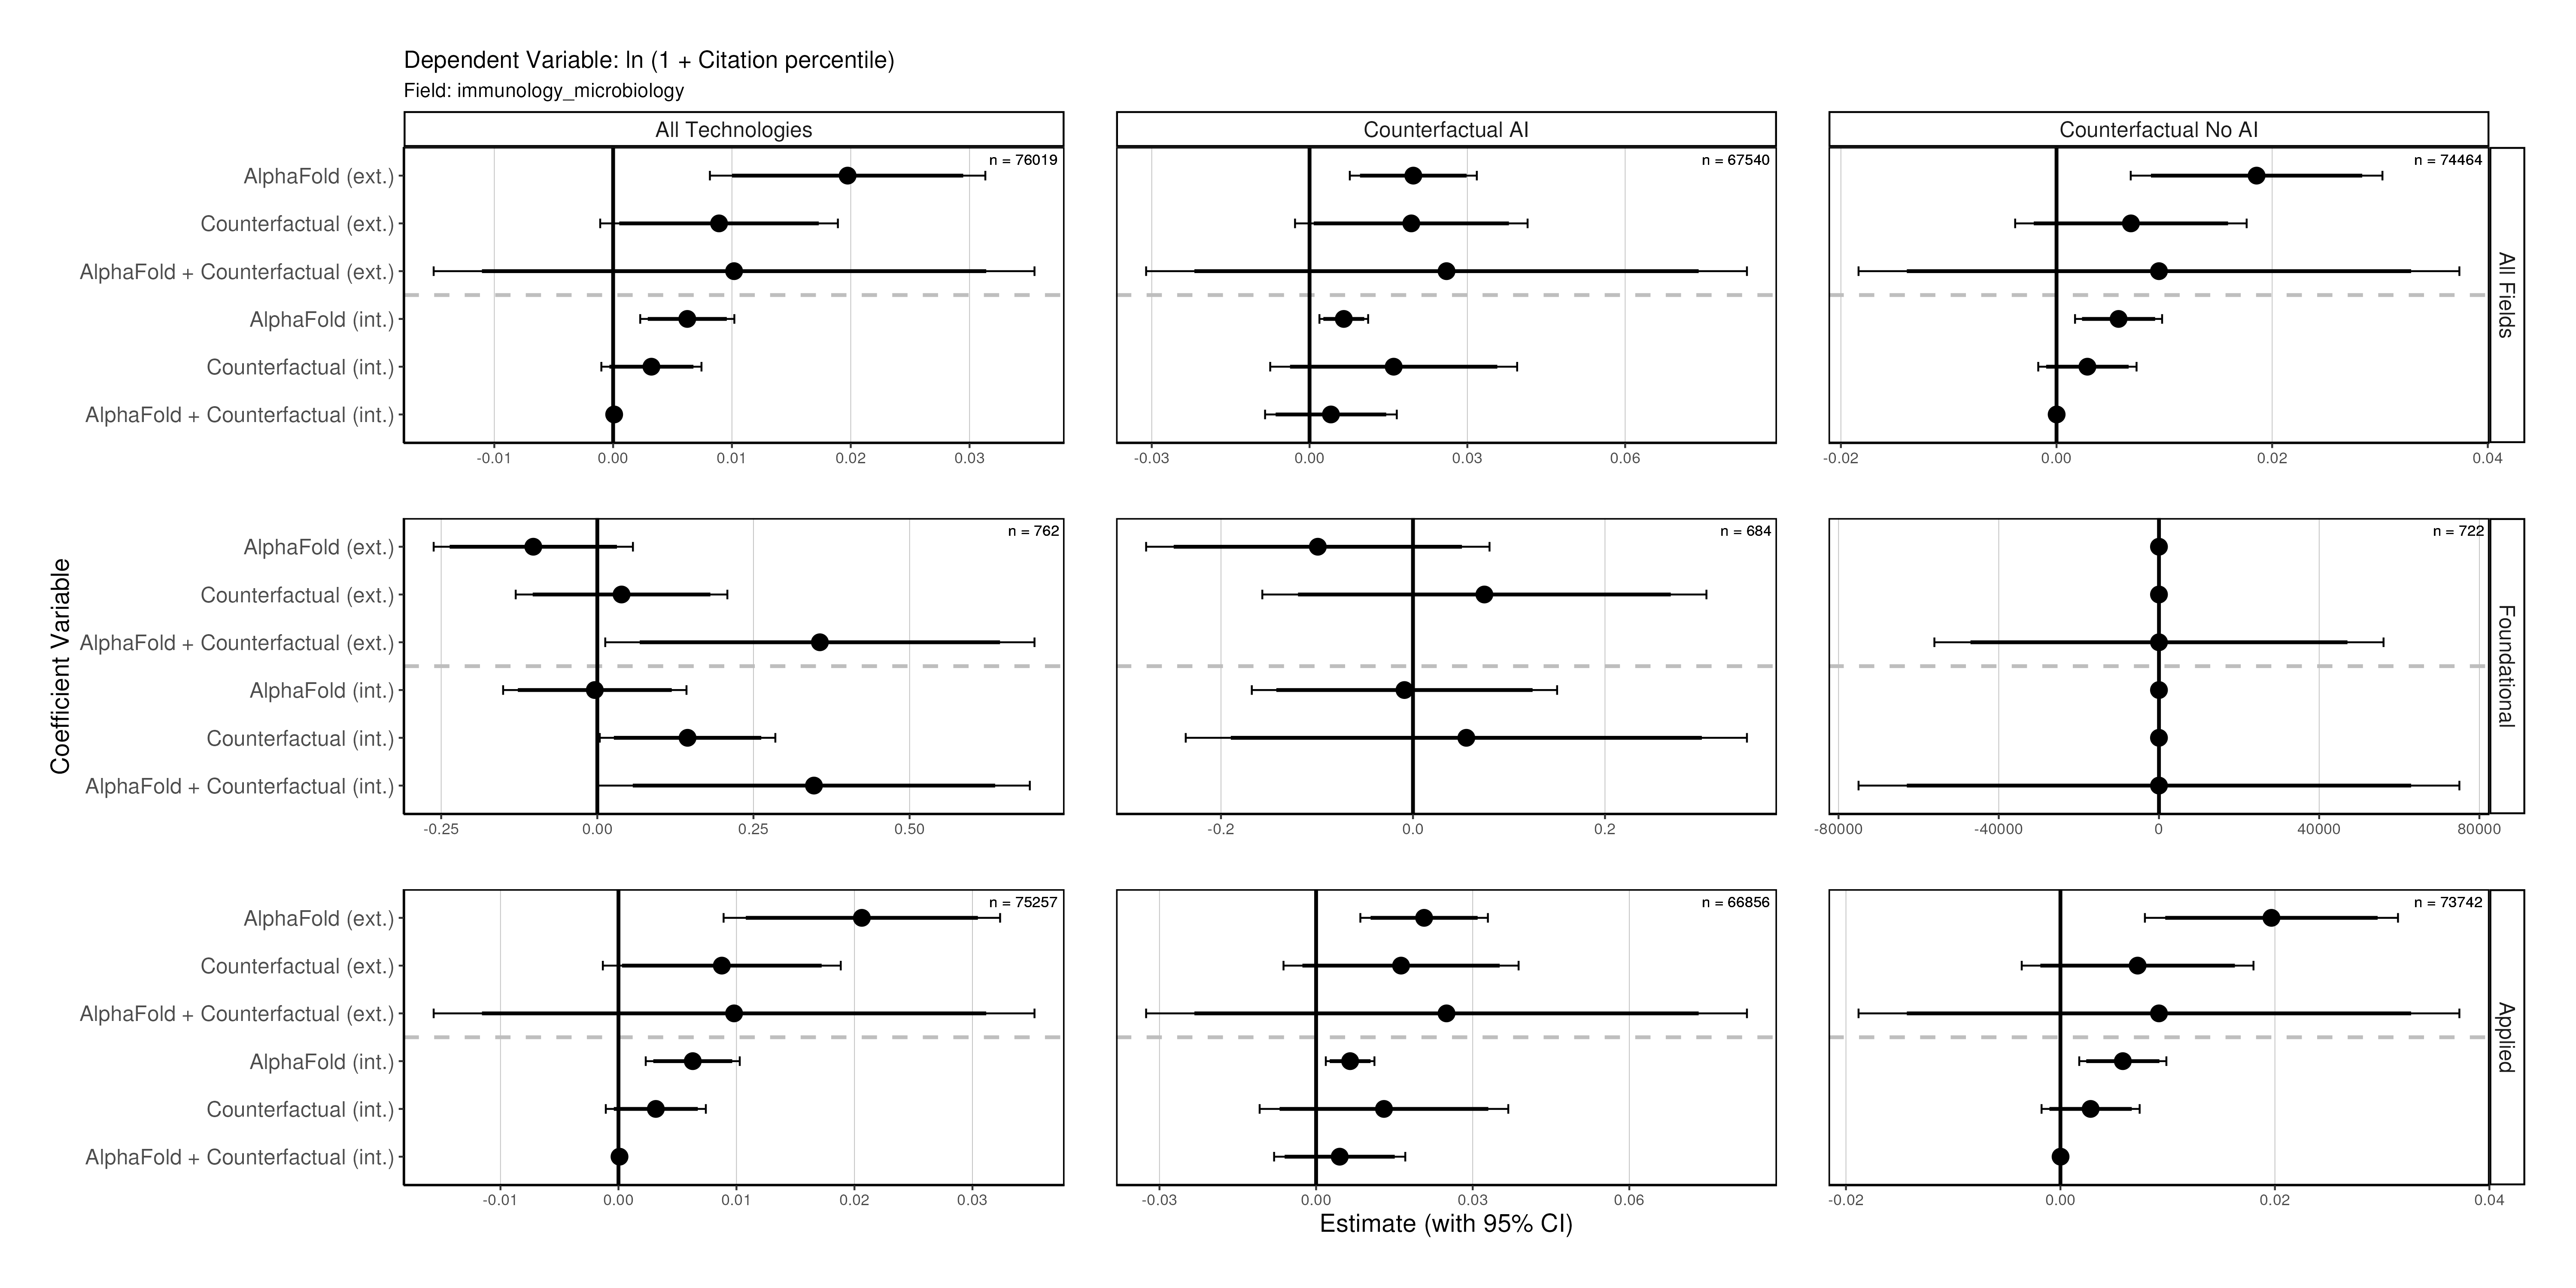 Dependent Variable: ln (1 + Citation percentile)
Field: immunology_microbiology
All Technologies
Counterfactual AI
Counterfactual No AI
n = 76019
n = 67540
n = 74464
AlphaFold (ext.)
Counterfactual (ext.)
AlphaFold + Counterfactual (ext.)
AlphaFold (int.)
Counterfactual (int.)
AlphaFold + Counterfactual (int.)
All Fields
-0.01 0.00 0.01 0.02 0.03
-0.03 0.00 0.03 0.06
-0.02 0.00 0.02 0.04
n = 762
n = 684
n = 722
AlphaFold (ext.)
Counterfactual (ext.)
AlphaFold + Counterfactual (ext.)
AlphaFold (int.)
Counterfactual (int.)
AlphaFold + Counterfactual (int.)
Foundational
Coefficient Variable
-0.25 0.00 0.25 0.50
-0.2 0.0 0.2
-80000 -40000 0 40000 80000
n = 75257
n = 66856
n = 73742
AlphaFold (ext.)
Counterfactual (ext.)
AlphaFold + Counterfactual (ext.)
AlphaFold (int.)
Counterfactual (int.)
AlphaFold + Counterfactual (int.)
Applied
-0.01 0.00 0.01 0.02 0.03
-0.03 0.00 0.03 0.06
-0.02 0.00 0.02 0.04
Estimate (with 95% CI)